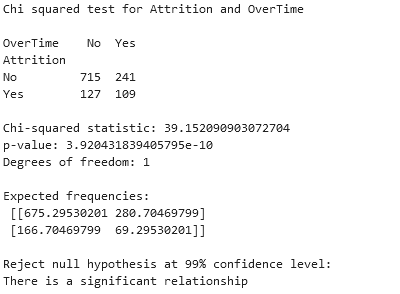 Chi squared test for Attrition and OverTime
OverTime No Yes
Attrition
No 715 241
Yes 127 109
Chi-squared statistic: 39.152090903072704
p-value: 3.920431839405795e-10
Degrees of freedom: 1
Expected frequencies:
[[675.29530201 280.70469799]
[166.70469799 69.29530201]]
Reject null hypothesis at 99% confidence level:
There is a significant relationship